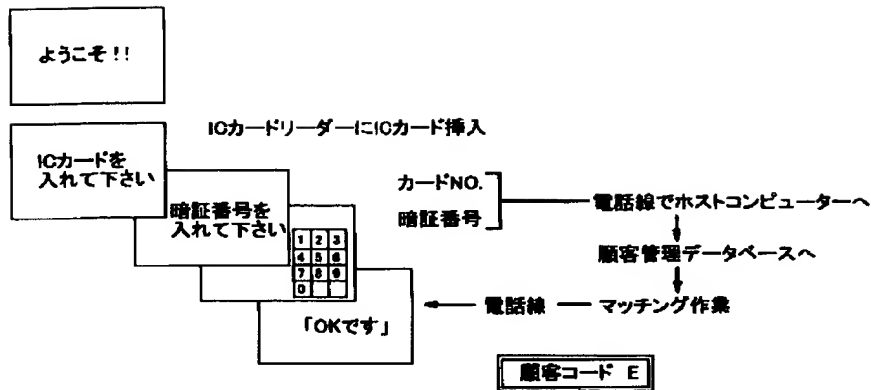 ようこそ!!
ICカードリーダーにICカード挿入
ICカードを
入れて下さい
暗証番号を
入れて下さい
1 2 3
4 5 6
7 8 9
0
「OKです」
カードNO.
暗証番号
電話線でホストコンピューターへ
顧客管理データベースへ
マッチング作業
電話線
顧客コード E